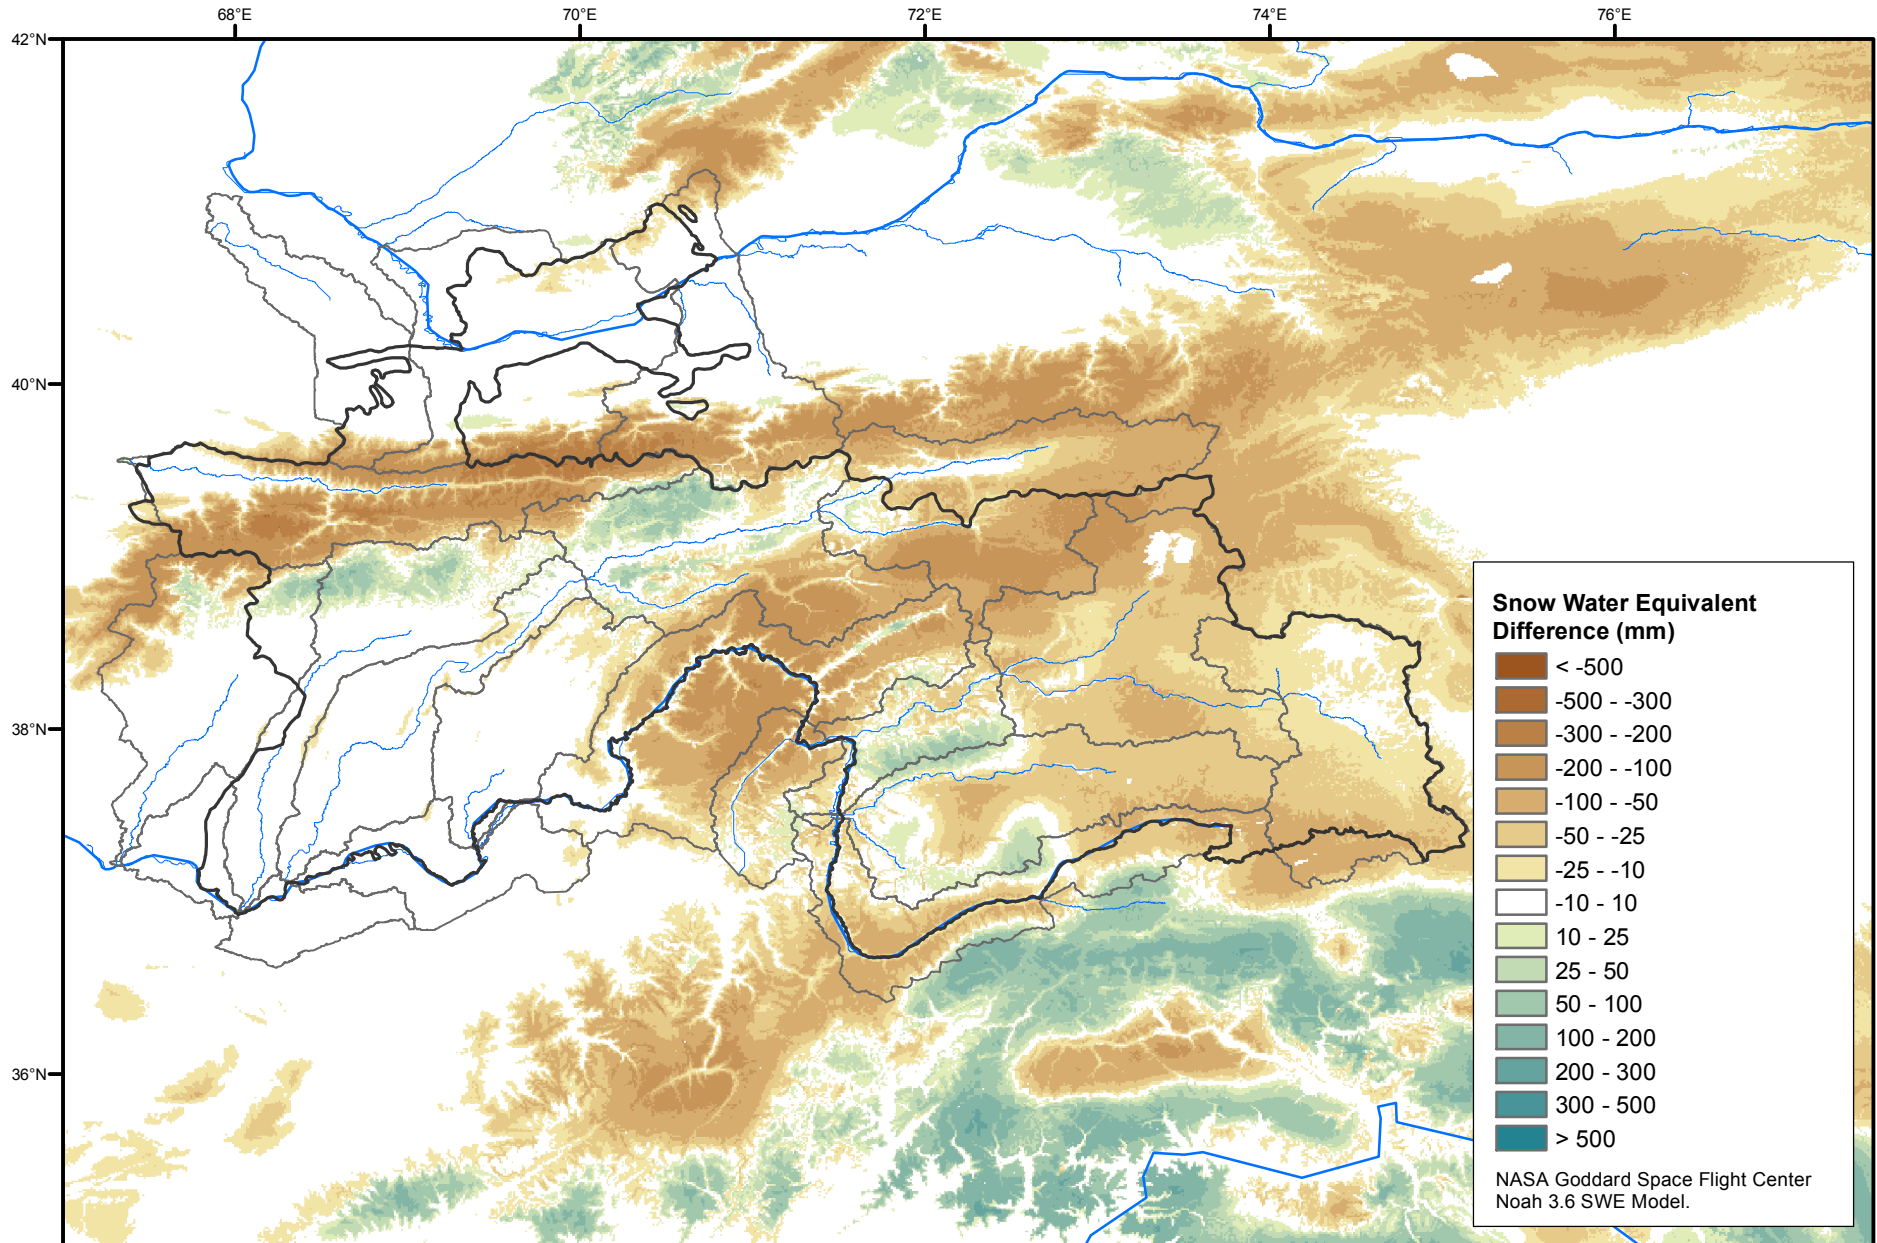 68°E
70°E
72°E
74°E
76°E
42°N
40°N
38°N
36°N
Snow Water Equivalent
Difference (mm)
< -500
-500 - -300
-300 - -200
-200 - -100
-100 - -50
-50 - -25
-25 - -10
-10 - 10
10 - 25
25 - 50
50 - 100
100 - 200
200 - 300
300 - 500
> 500
NASA Goddard Space Flight Center
Noah 3.6 SWE Model.